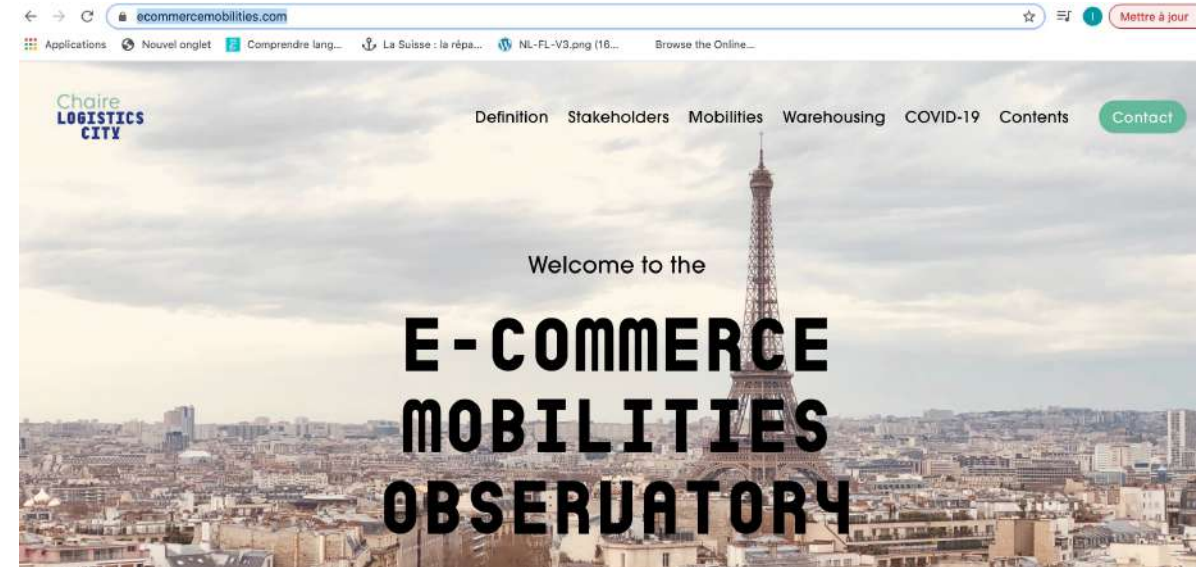 ecommercemobilities.com
Mettre à jour
Applications Nouvel onglet Comprendre lang... La Suisse : la répa... NL-FL-V3.png (16... Browse the Online...
Chaire
LOGISTICS
CITY
Definition Stakeholders Mobilities Warehousing COVID-19 Contents Contact
Welcome to the
E-COMMERCE
MOBILITIES
OBSERVATORY